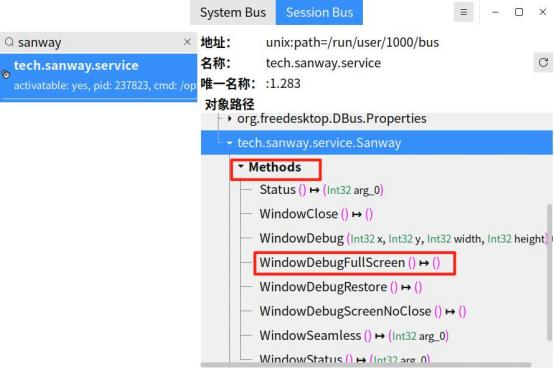 System Bus Session Bus
sanway
tech.sanway.service
activatable: yes, pid: 237823, cmd: /op
地址: unix:path=/run/user/1000/bus
名称: tech.sanway.service
唯一名称: :1.283
对象路径
org.freedesktop.DBus.Properties
tech.sanway.service.Sanway
Methods
Status () ↦ (Int32 arg_0)
WindowClose () ↦ ()
WindowDebug (Int32 x, Int32 y, Int32 width, Int32 height)
WindowDebugFullScreen () ↦ ()
WindowDebugRestore () ↦ ()
WindowDebugScreenNoClose () ↦ ()
WindowSeamless () ↦ (Int32 arg_0)
WindowStatus () ↦ (Int32 arg_0)